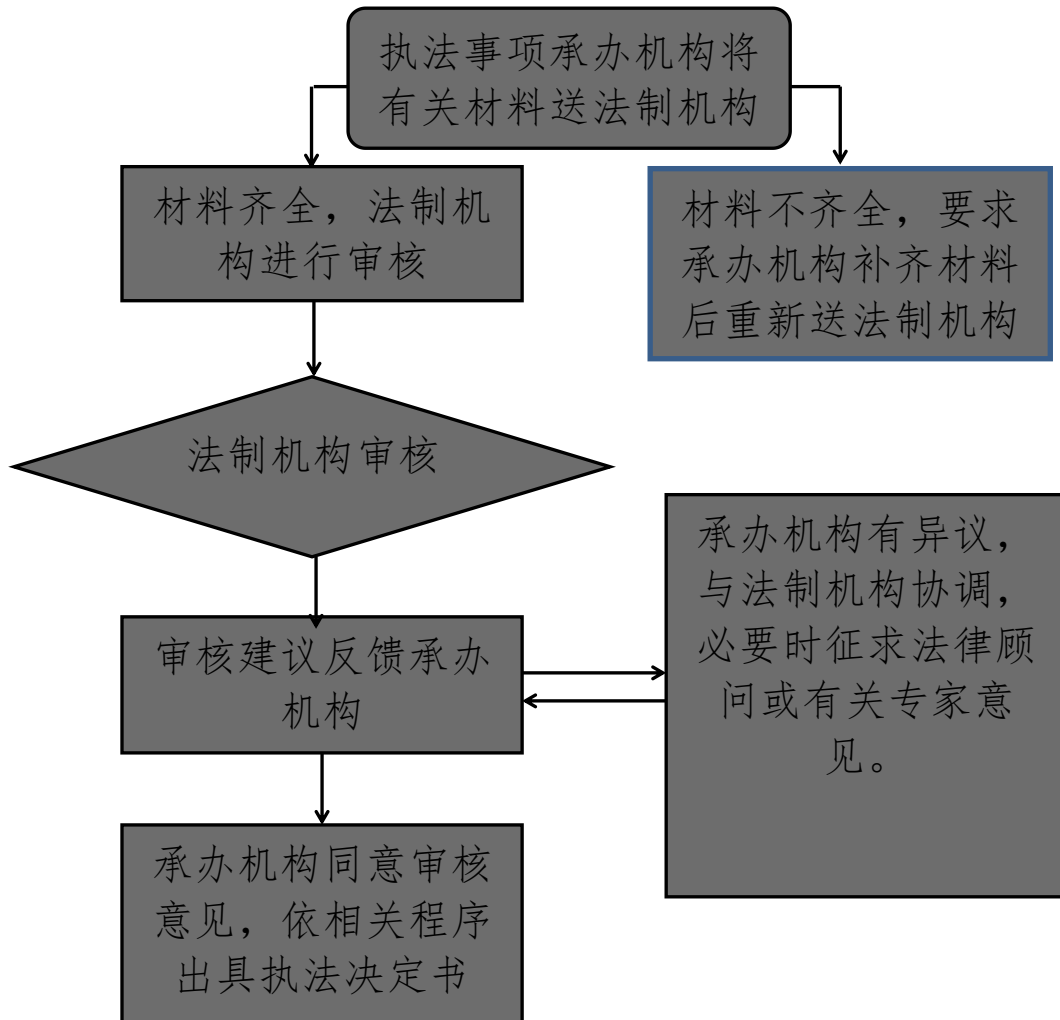 执法事项承办机构将
有关材料送法制机构
材料齐全，法制机
构进行审核
材料不齐全，要求
承办机构补齐材料
后重新送法制机构
法制机构审核
承办机构有异议，
与法制机构协调，
必要时征求法律顾
问或有关专家意
见。
审核建议反馈承办
机构
承办机构同意审核
意见，依相关程序
出具执法决定书